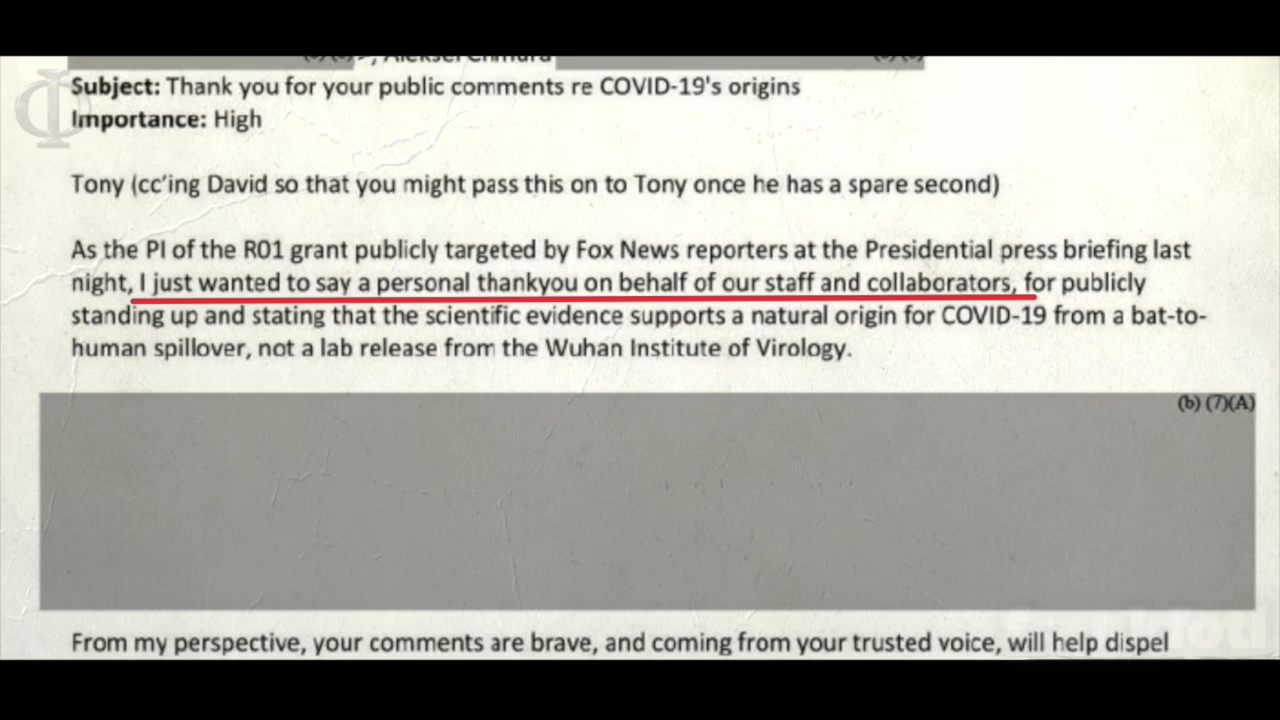 Subject: Thank you for your public comments re COVID-19's origins
Importance: High
Tony (cc'ing David so that you might pass this on to Tony once he has a spare second)
As the PI of the R01 grant publicly targeted by Fox News reporters at the Presidential press briefing last
night, I just wanted to say a personal thankyou on behalf of our staff and collaborators, for publicly
standing up and stating that the scientific evidence supports a natural origin for COVID-19 from a bat-to-
human spillover, not a lab release from the Wuhan Institute of Virology.
(b) (7)(A)
From my perspective, your comments are brave, and coming from your trusted voice, will help dispel